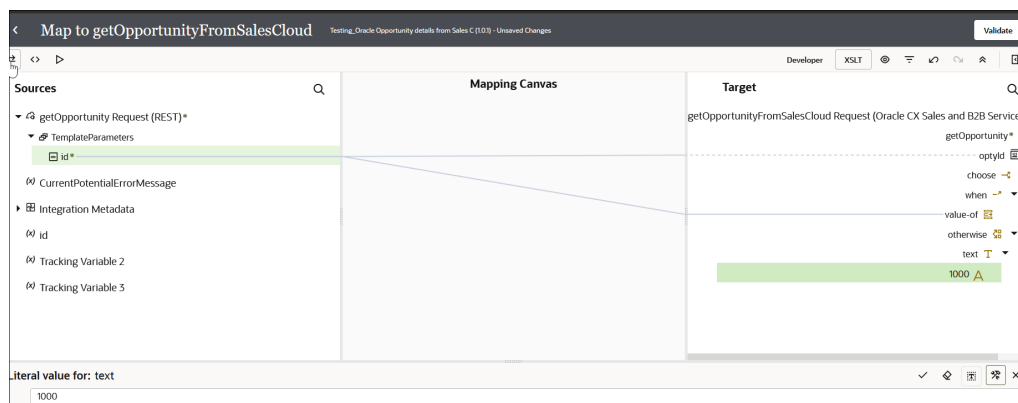 Map to getOpportunityFromSalesCloud
Testing_Oracle Opportunity details from Sales C (1.0.1) - Unsaved Changes
Validate
Developer
XSLT
Sources
Mapping Canvas
Target
getOpportunity Request (REST)*
getOpportunityFromSalesCloud Request (Oracle CX Sales and B2B Service
TemplateParameters
getOpportunity*
id*
optyId
choose
CurrentPotentialErrorMessage
when
Integration Metadata
value-of
id
otherwise
Tracking Variable 2
text
Tracking Variable 3
1000
Literal value for: text
1000